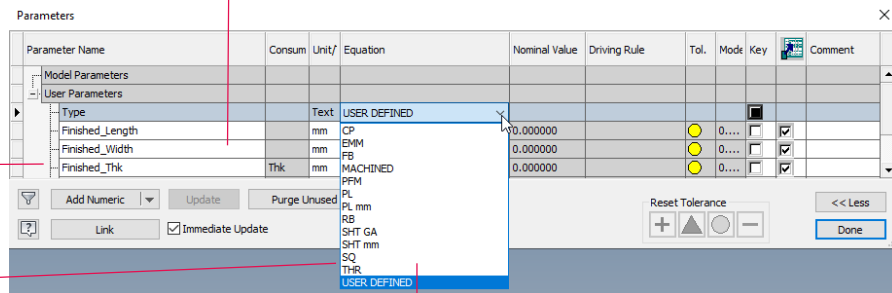 Parameters
Parameter Name Consum Unit/ Equation Nominal Value Driving Rule Tol. Mode Key Comment
Model Parameters
User Parameters
Type Text USER DEFINED
Finished_Length mm 0.000000 0....
Finished_Width mm 0.000000 0....
Finished_Thk Thk mm 0.000000 0....
CP
EMM
FB
MACHINED
PFM
PL
PL mm
RB
SHT GA
SHT mm
SQ
THR
USER DEFINED
Add Numeric Update Purge Unused Reset Tolerance << Less
Link Immediate Update Done